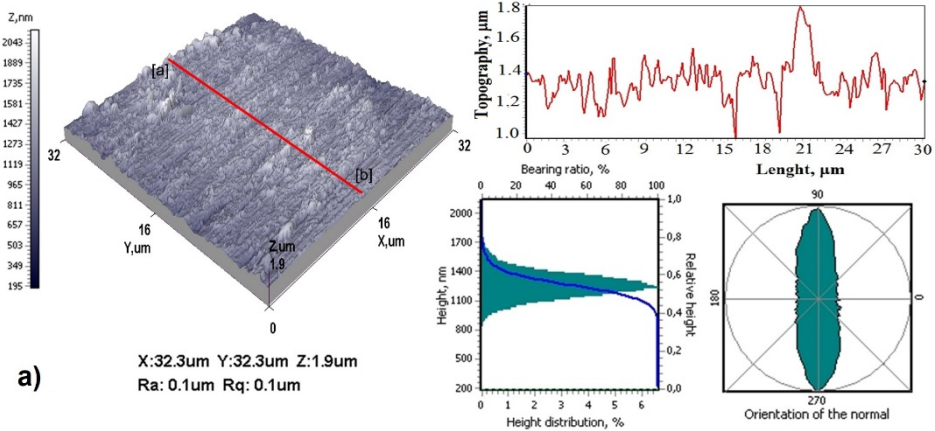 Z,nm
2043
1889
1735
1581
1427
1273
1119
965
811
657
503
349
195
[a]
[b]
32
16
Y,um
Z,um
1.9
0
16
X,um
32
X:32.3um Y:32.3um Z:1.9um
Ra: 0.1um Rq: 0.1um
a)
Topography, µm
1.8
1.6
1.4
1.2
1.0
0 3 6 9 12 15 18 21 24 27 30
Lenght, µm
Bearing ratio, %
0 20 40 60 80 100
Height, nm
2000
1700
1400
1100
800
500
200
1,0
0,8
0,6
0,4
0,2
0,0
Relative height
0 1 2 3 4 5 6
Height distribution, %
90
180
0
270
Orientation of the normal